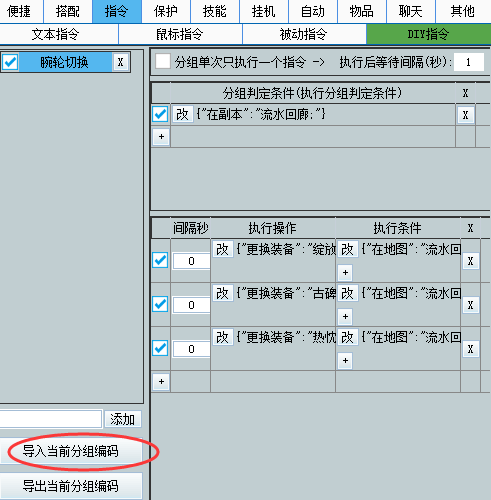 便捷 搭配 指令 保护 技能 挂机 自动 物品 聊天 其他
文本指令 鼠标指令 被动指令 DIY指令
腕轮切换 X
分组单次只执行一个指令 -> 执行后等待间隔(秒): 1
分组判定条件(执行分组判定条件) X
改 {"在副本":"流水回廊;"} X
+
间隔秒 执行操作 执行条件 X
0 改 {"更换装备":"绽放 改 {"在地图":"流水回 X
+
0 改 {"更换装备":"古碑 改 {"在地图":"流水回 X
+
0 改 {"更换装备":"热忱 改 {"在地图":"流水回 X
+
+
添加
导入当前分组编码
导出当前分组编码